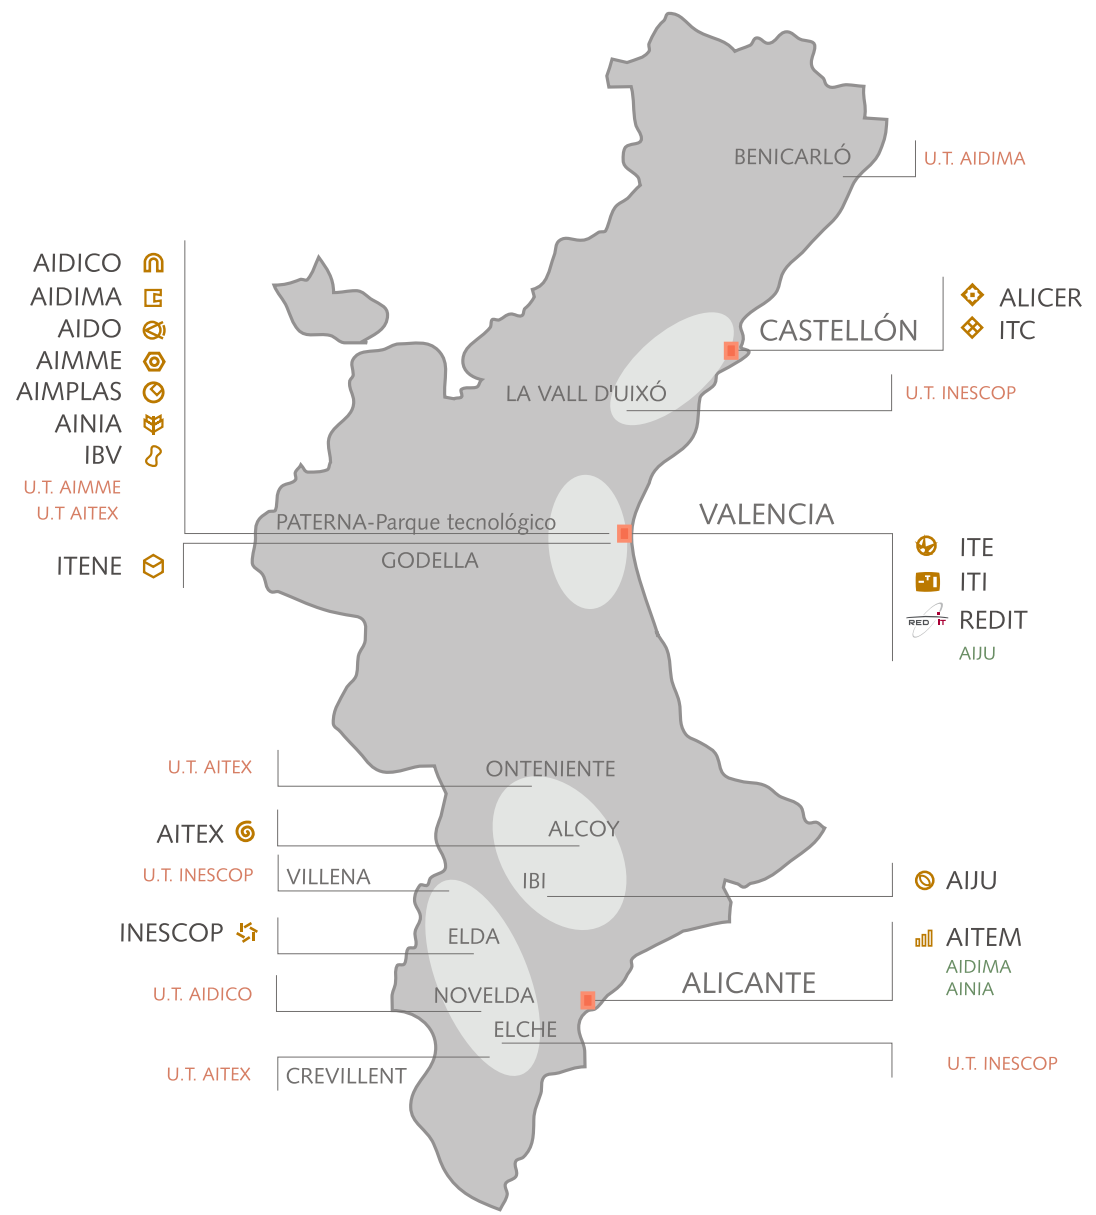 BENICARLÓ
U.T. AIDIMA
AIDICO
AIDIMA
AIDO
AIMME
AIMPLAS
AINIA
IBV
U.T. AIMME
U.T AITEX
ITENE
CASTELLÓN
ALICER
ITC
LA VALL D'UIXÓ
U.T. INESCOP
PATERNA-Parque tecnológico
GODELLA
VALENCIA
ITE
ITI
RED IT
REDIT
AIJU
U.T. AITEX
ONTENIENTE
AITEX
ALCOY
U.T. INESCOP
VILLENA
IBI
AIJU
INESCOP
ELDA
AITEM
AIDIMA
AINIA
U.T. AIDICO
NOVELDA
ALICANTE
ELCHE
U.T. INESCOP
U.T. AITEX
CREVILLENT